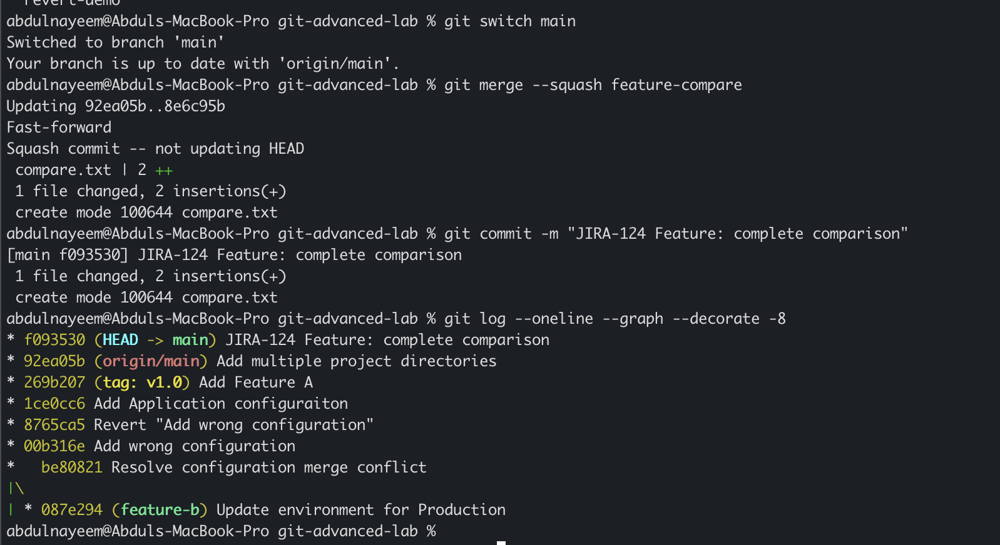 revert-demo
abdulnayeem@Abduls-MacBook-Pro git-advanced-lab % git switch main
Switched to branch 'main'
Your branch is up to date with 'origin/main'.
abdulnayeem@Abduls-MacBook-Pro git-advanced-lab % git merge --squash feature-compare
Updating 92ea05b..8e6c95b
Fast-forward
Squash commit -- not updating HEAD
 compare.txt | 2 ++
 1 file changed, 2 insertions(+)
 create mode 100644 compare.txt
abdulnayeem@Abduls-MacBook-Pro git-advanced-lab % git commit -m "JIRA-124 Feature: complete comparison"
[main f093530] JIRA-124 Feature: complete comparison
 1 file changed, 2 insertions(+)
 create mode 100644 compare.txt
abdulnayeem@Abduls-MacBook-Pro git-advanced-lab % git log --oneline --graph --decorate -8
* f093530 (HEAD -> main) JIRA-124 Feature: complete comparison
* 92ea05b (origin/main) Add multiple project directories
* 269b207 (tag: v1.0) Add Feature A
* 1ce0cc6 Add Application configuraiton
* 8765ca5 Revert "Add wrong configuration"
* 00b316e Add wrong configuration
*   be80821 Resolve configuration merge conflict
|\
| * 087e294 (feature-b) Update environment for Production
abdulnayeem@Abduls-MacBook-Pro git-advanced-lab %